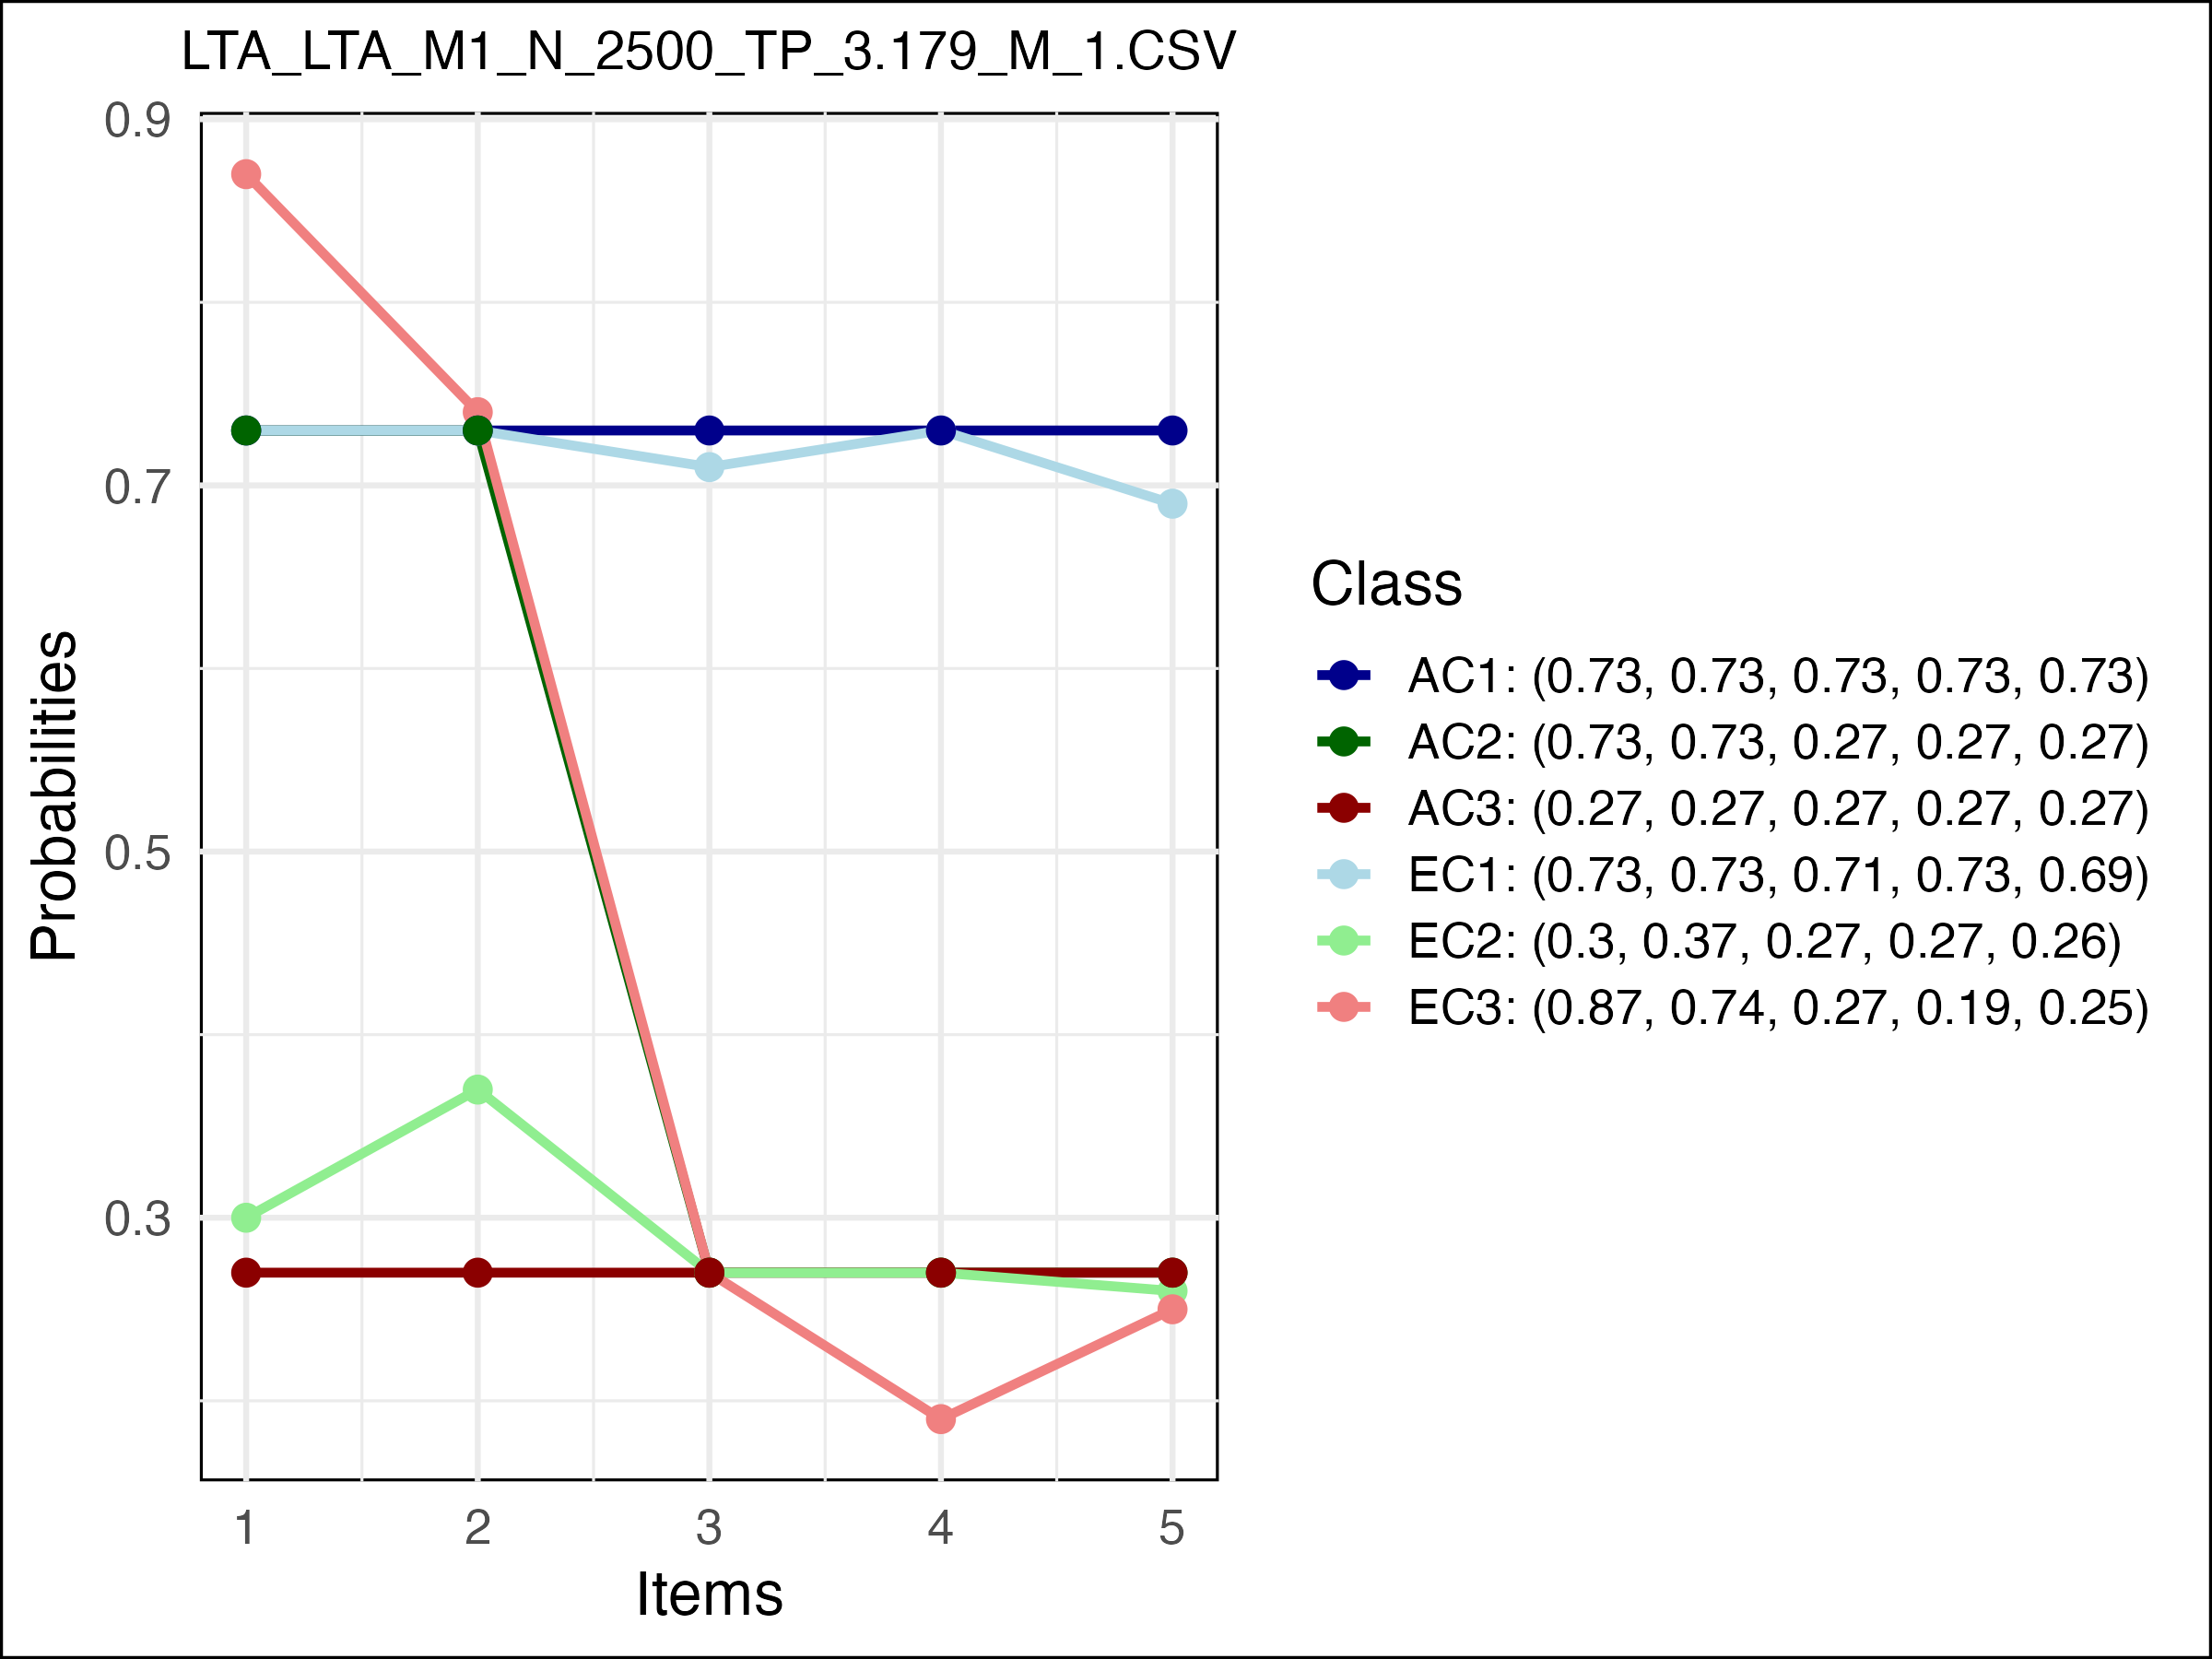 LTA_LTA_M1_N_2500_TP_3.179_M_1.CSV
0.9
0.7
0.5
0.3
Probabilities
1 2 3 4 5
Items
Class
AC1: (0.73, 0.73, 0.73, 0.73, 0.73)
AC2: (0.73, 0.73, 0.27, 0.27, 0.27)
AC3: (0.27, 0.27, 0.27, 0.27, 0.27)
EC1: (0.73, 0.73, 0.71, 0.73, 0.69)
EC2: (0.3, 0.37, 0.27, 0.27, 0.26)
EC3: (0.87, 0.74, 0.27, 0.19, 0.25)